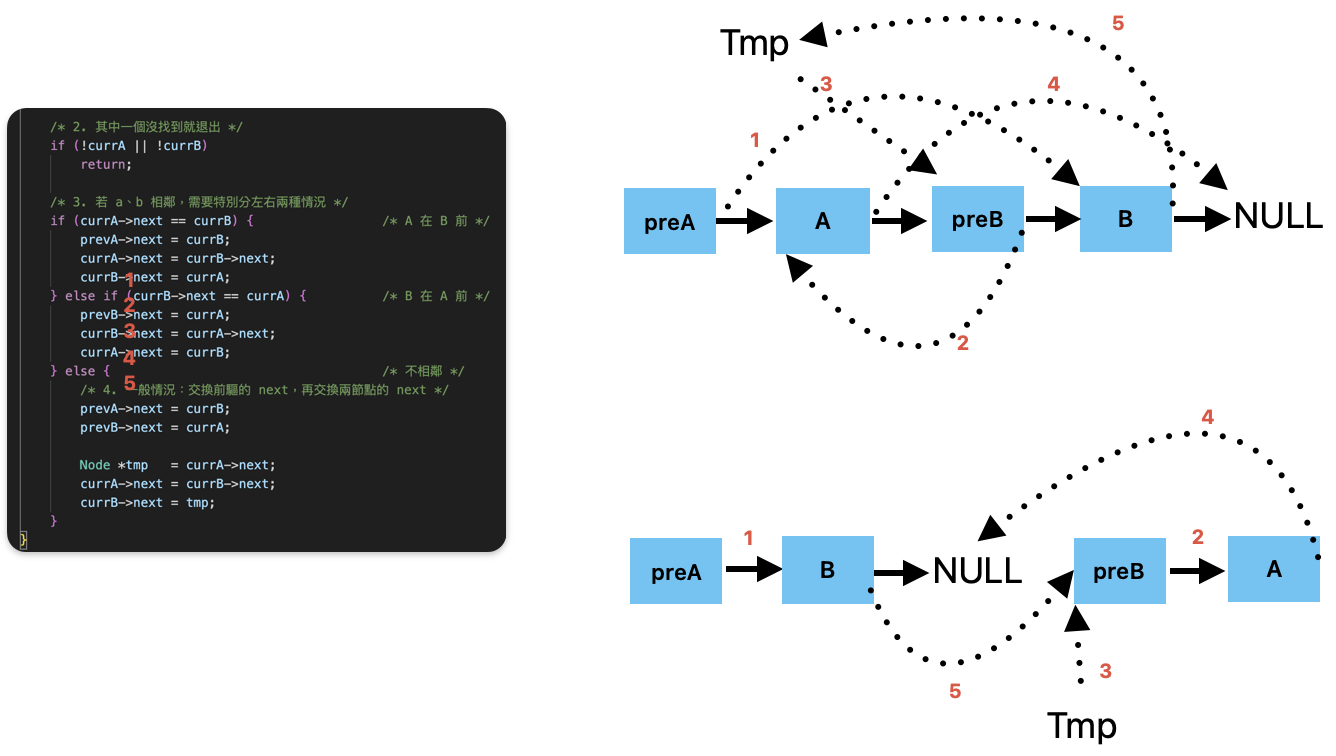 /* 2. 其中一個沒找到就退出 */
if (!currA || !currB)
return;
/* 3. 若 a、b 相鄰，需要特別分左右兩種情況 */
if (currA->next == currB) { /* A 在 B 前 */
prevA->next = currB;
currA->next = currB->next;
currB->next = currA;
1
} else if (currB->next == currA) { /* B 在 A 前 */
2
prevB->next = currA;
3
currB->next = currA->next;
4
currA->next = currB;
} else { /* 不相鄰 */
5
/* 4. 一般情況：交換前驅的 next，再交換兩節點的 next */
prevA->next = currB;
prevB->next = currA;
Node *tmp = currA->next;
currA->next = currB->next;
currB->next = tmp;
}
}
5
Tmp
3
4
1
preA
A
preB
B
NULL
2
4
1
2
preA
B
NULL
preB
A
3
5
Tmp